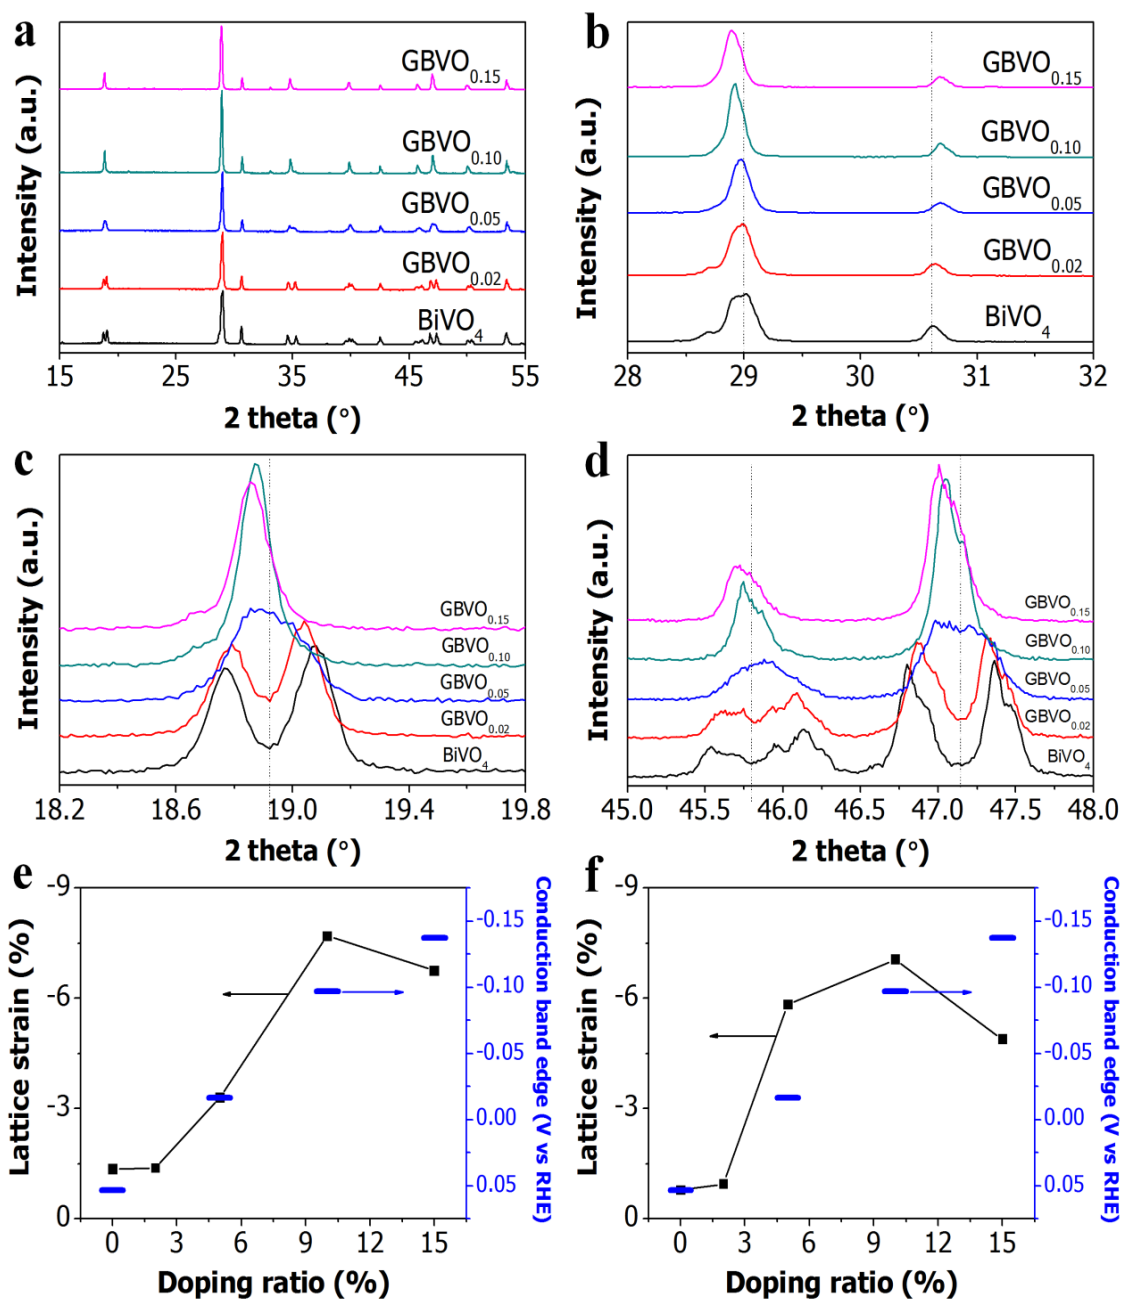 a
GBVO0.15
GBVO0.10
GBVO0.05
GBVO0.02
BiVO4
Intensity (a.u.)
15 25 35 45 55
2 theta (°)
b
GBVO0.15
GBVO0.10
GBVO0.05
GBVO0.02
BiVO4
Intensity (a.u.)
28 29 30 31 32
2 theta (°)
c
GBVO0.15
GBVO0.10
GBVO0.05
GBVO0.02
BiVO4
Intensity (a.u.)
18.2 18.6 19.0 19.4 19.8
2 theta (°)
d
GBVO0.15
GBVO0.10
GBVO0.05
GBVO0.02
BiVO4
Intensity (a.u.)
45.0 45.5 46.0 46.5 47.0 47.5 48.0
2 theta (°)
e
Lattice strain (%)
-9
-6
-3
0
0 3 6 9 12 15
Doping ratio (%)
-0.15
-0.10
-0.05
0.00
0.05
Conduction band edge (V vs RHE)
f
Lattice strain (%)
-9
-6
-3
0
0 3 6 9 12 15
Doping ratio (%)
-0.15
-0.10
-0.05
0.00
0.05
Conduction band edge (V vs RHE)